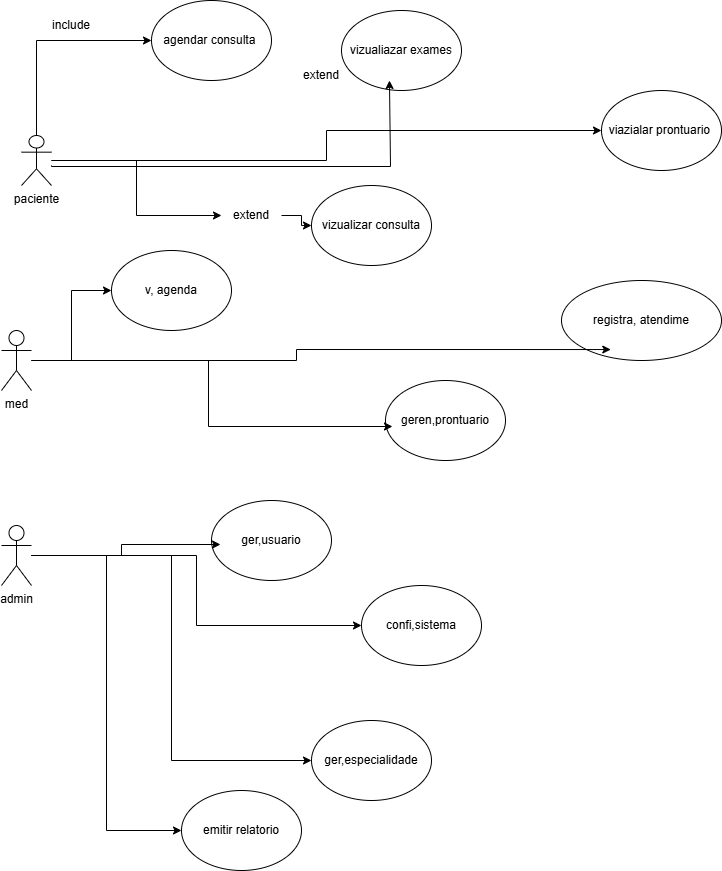 include
agendar consulta
vizualiazar exames
extend
viazialar prontuario
paciente
extend
vizualizar consulta
v, agenda
registra, atendime
med
geren,prontuario
ger,usuario
admin
confi,sistema
ger,especialidade
emitir relatorio